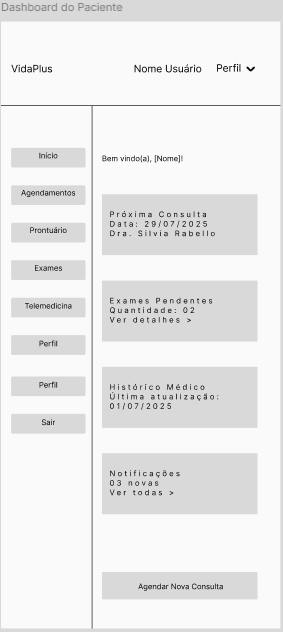 Dashboard do Paciente
VidaPlus
Nome Usuário
Perfil
Início
Agendamentos
Prontuário
Exames
Telemedicina
Perfil
Perfil
Sair
Bem vindo(a), [Nome]!
Próxima Consulta
Data: 29/07/2025
Dra. Silvia Rabello
Exames Pendentes
Quantidade: 02
Ver detalhes >
Histórico Médico
Última atualização:
01/07/2025
Notificações
03 novas
Ver todas >
Agendar Nova Consulta